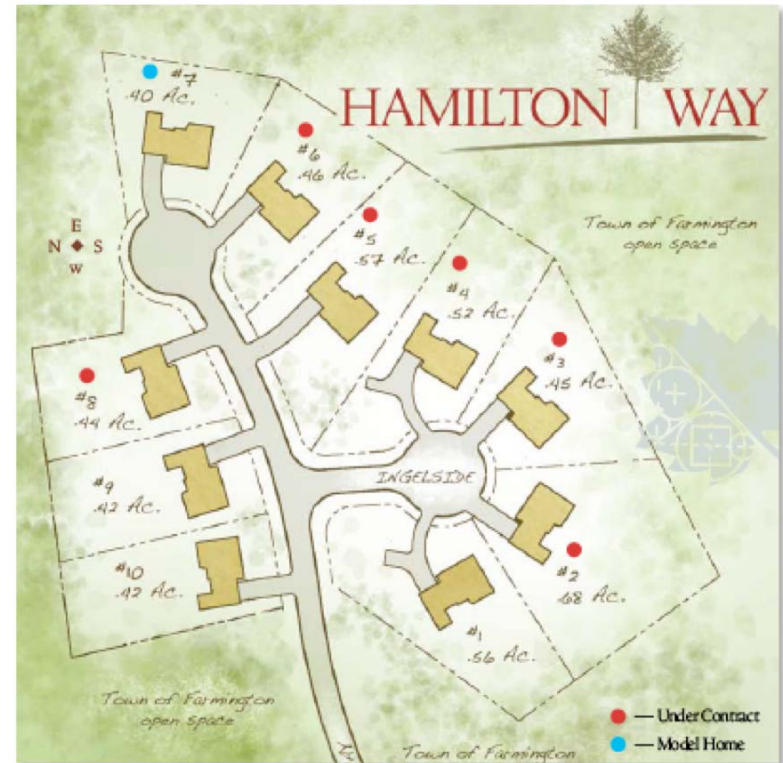 HAMILTON WAY
#7
.40 Ac.
#6
.46 Ac.
#5
.57 Ac.
#4
.52 Ac.
#3
.45 Ac.
Town of Farmington
open space
E
N S
W
#8
.44 Ac.
#9
.42 Ac.
#10
.42 Ac.
INGELSIDE
#2
.68 Ac.
#1
.56 Ac.
Town of Farmington
open space
Town of Farmington
— Under Contract
— Model Home